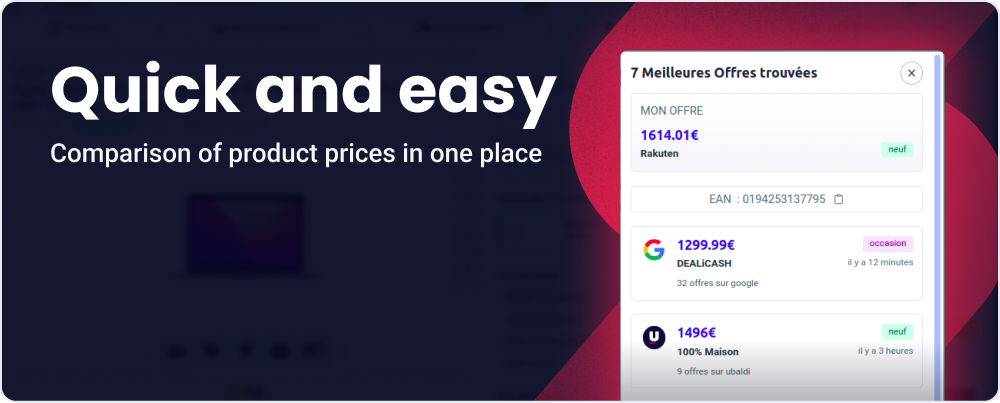 Quick and easy
Comparison of product prices in one place
7 Meilleures Offres trouvées
MON OFFRE
1614.01€
Rakuten
neuf
EAN : 0194253137795
1299.99€
occasion
DEALiCASH
il y a 12 minutes
32 offres sur google
1496€
neuf
100% Maison
il y a 3 heures
9 offres sur ubaldi